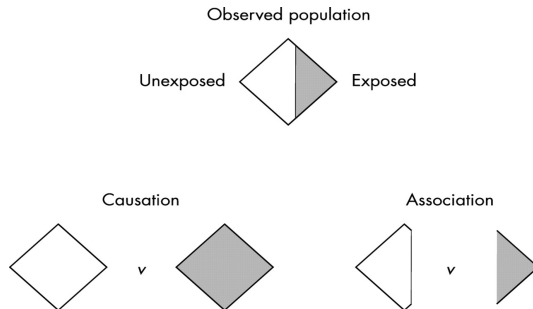 Observed population
Unexposed
Exposed
Causation
Association
v
v